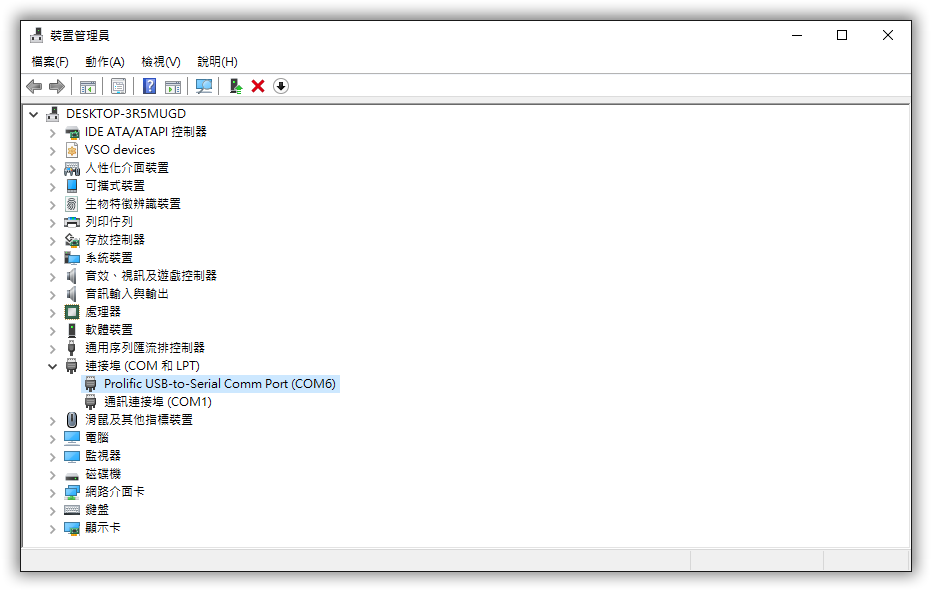 裝置管理員
檔案(F) 動作(A) 檢視(V) 說明(H)
DESKTOP-3R5MUGD
IDE ATA/ATAPI 控制器
VSO devices
人性化介面裝置
可攜式裝置
生物特徵辨識裝置
列印佇列
存放控制器
系統裝置
音效、視訊及遊戲控制器
音訊輸入與輸出
處理器
軟體裝置
通用序列匯流排控制器
連接埠 (COM 和 LPT)
Prolific USB-to-Serial Comm Port (COM6)
通訊連接埠 (COM1)
滑鼠及其他指標裝置
電腦
監視器
磁碟機
網路介面卡
鍵盤
顯示卡